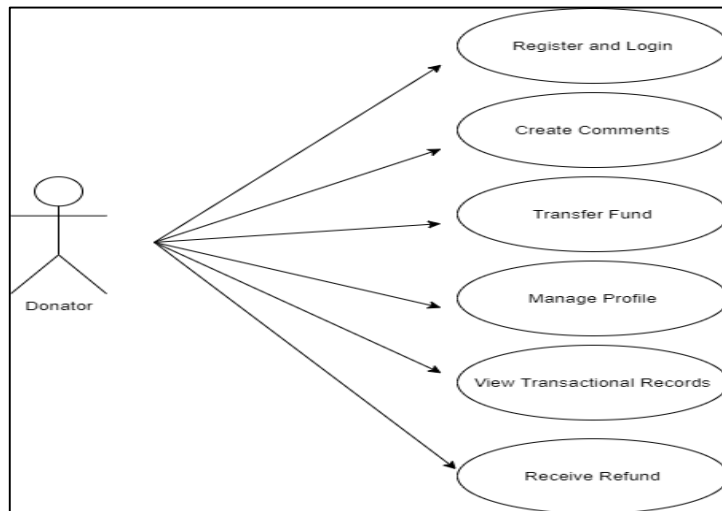 Register and Login
Create Comments
Transfer Fund
Donator
Manage Profile
View Transactional Records
Receive Refund